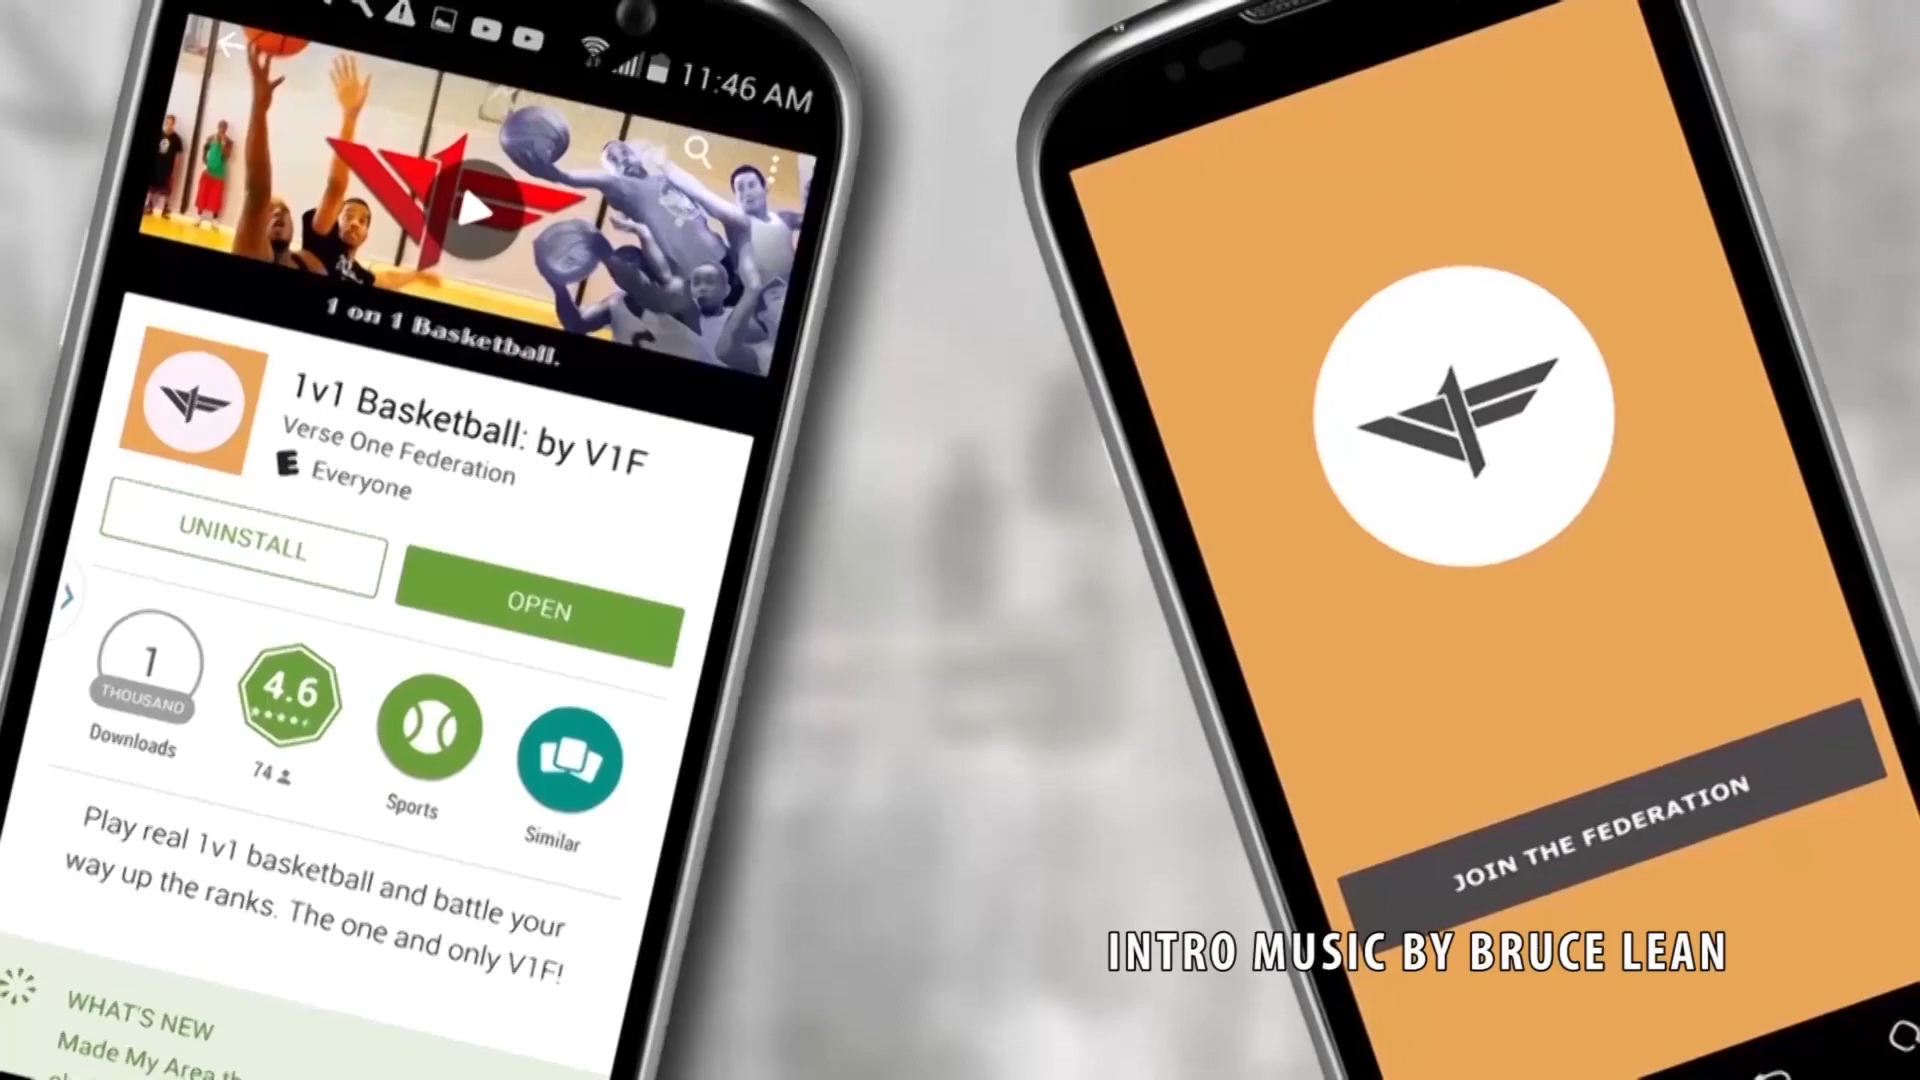 11:46 AM
1 on 1 Basketball.
1v1 Basketball: by V1F
Verse One Federation
E Everyone
UNINSTALL
OPEN
1
THOUSAND
Downloads
4.6
74
Sports
Similar
Play real 1v1 basketball and battle your
way up the ranks. The one and only V1F!
WHAT'S NEW
Made My Area
JOIN THE FEDERATION
INTRO MUSIC BY BRUCE LEAN